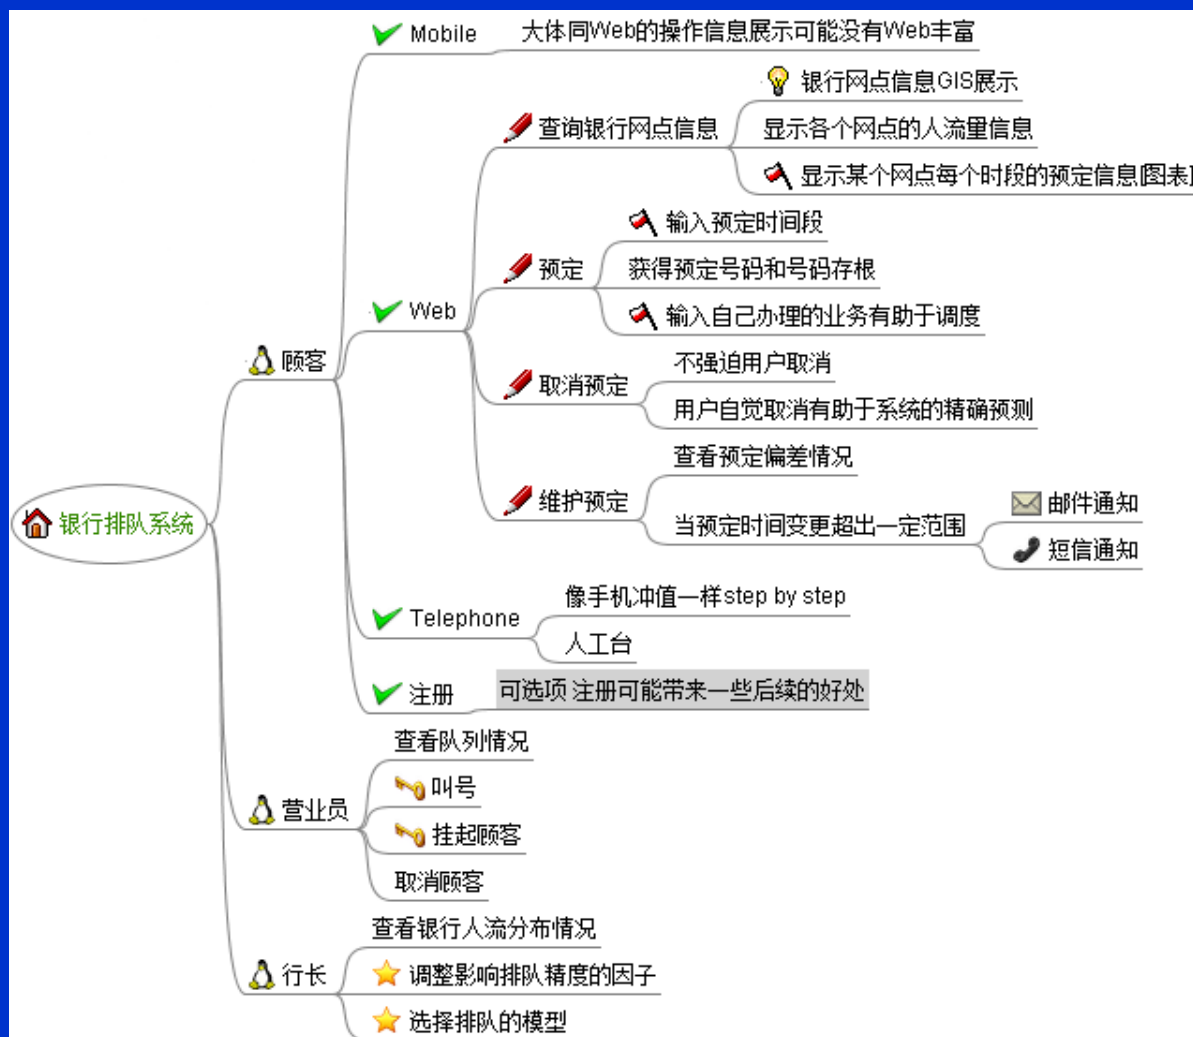 银行排队系统
顾客
Mobile
大体同Web的操作信息展示可能没有Web丰富
Web
查询银行网点信息
银行网点信息GIS展示
显示各个网点的人流量信息
显示某个网点每个时段的预定信息[图表]
预定
输入预定时间段
获得预定号码和号码存根
输入自己办理的业务有助于调度
取消预定
不强迫用户取消
用户自觉取消有助于系统的精确预测
维护预定
查看预定偏差情况
当预定时间变更超出一定范围
邮件通知
短信通知
Telephone
像手机冲值一样step by step
人工台
注册
可选项 注册可能带来一些后续的好处
营业员
查看队列情况
叫号
挂起顾客
取消顾客
行长
查看银行人流分布情况
调整影响排队精度的因子
选择排队的模型